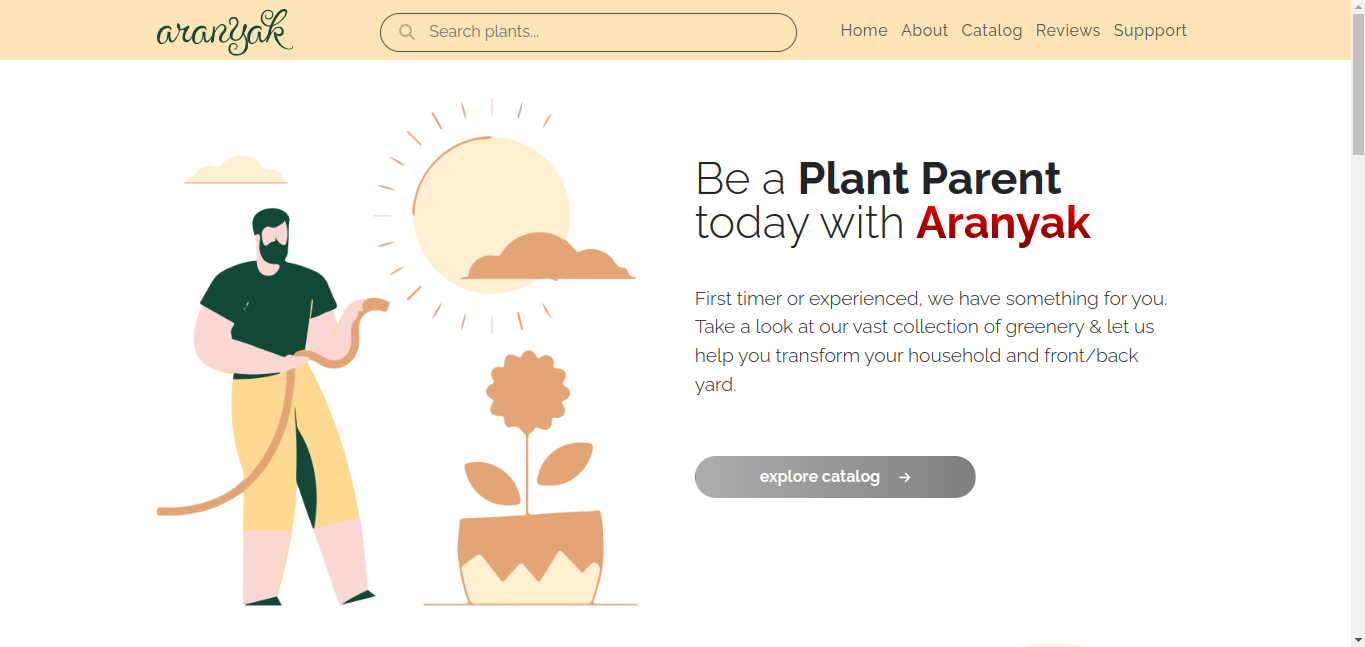 aranyak
Search plants...
Home About Catalog Reviews Suppport
Be a Plant Parent
today with Aranyak
First timer or experienced, we have something for you.
Take a look at our vast collection of greenery & let us
help you transform your household and front/back
yard.
explore catalog →